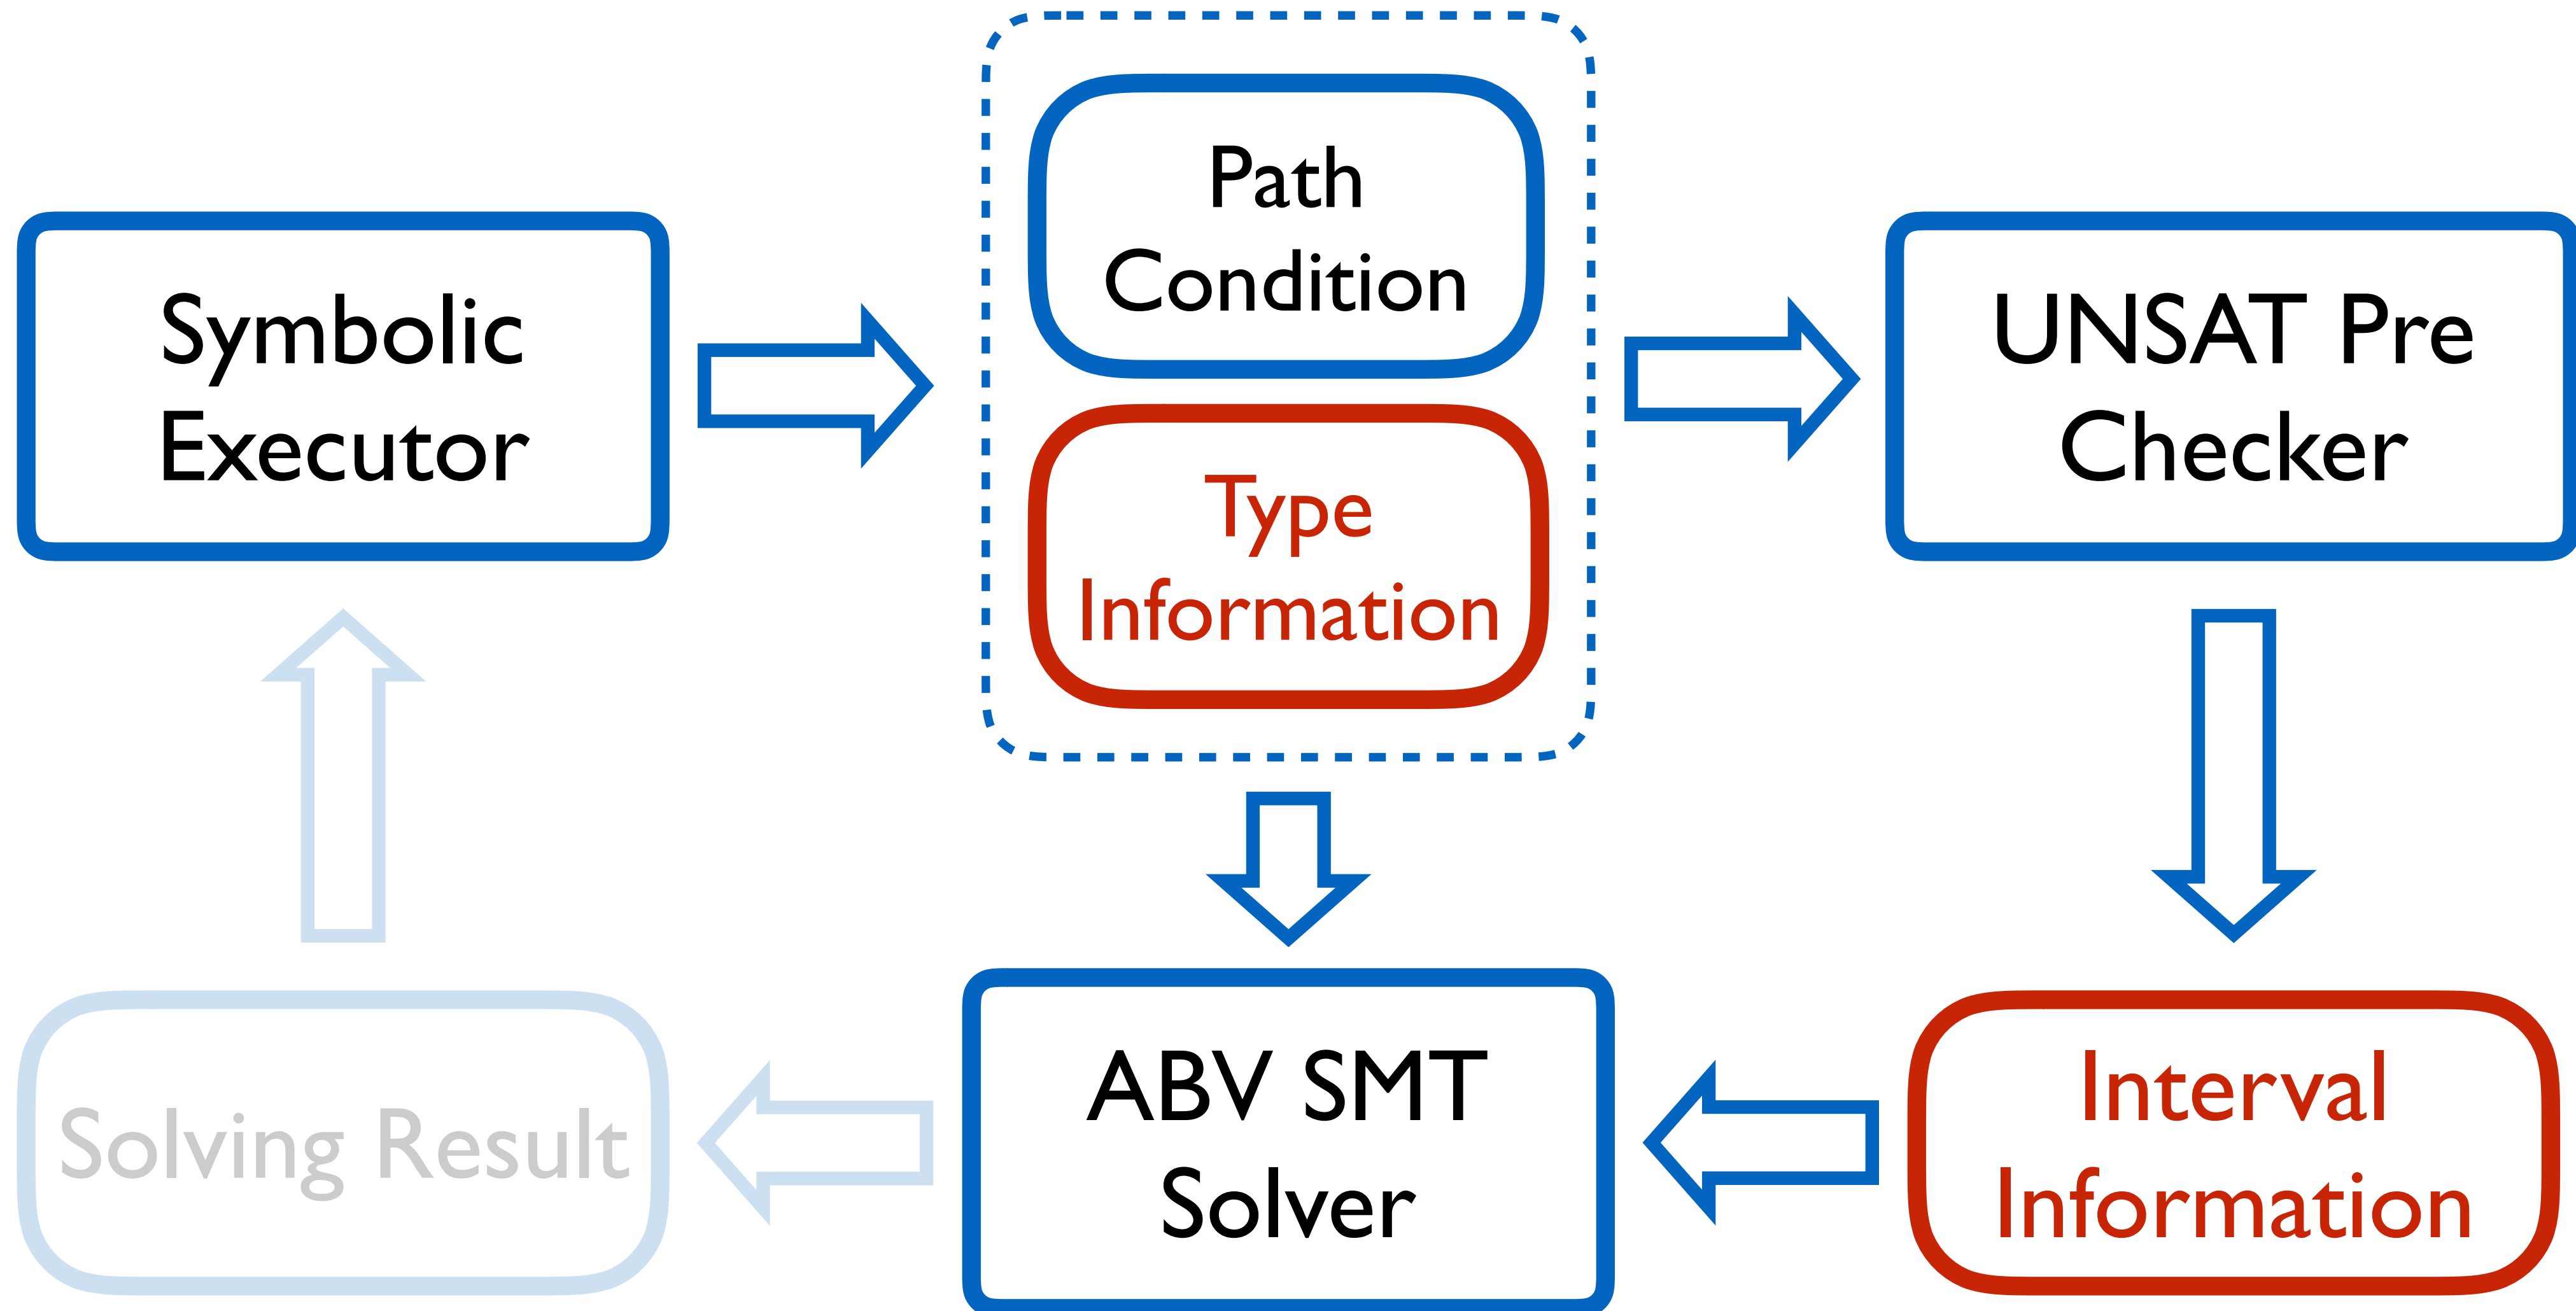 Symbolic
Executor
Path
Condition
Type
Information
UNSAT Pre
Checker
Solving Result
ABV SMT
Solver
Interval
Information